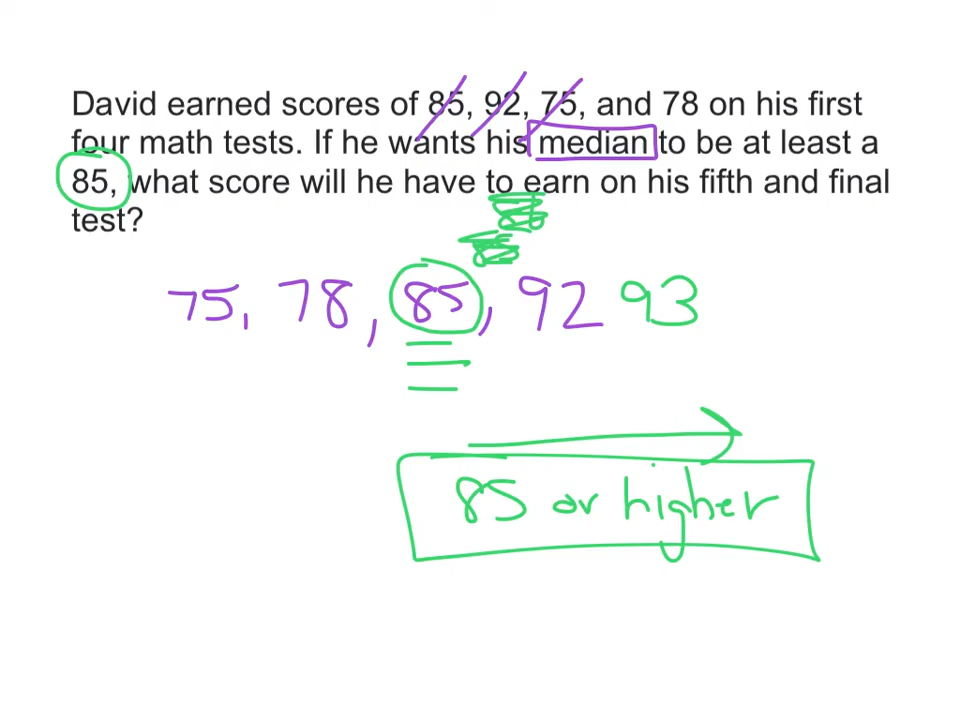 David earned scores of 85, 92, 75, and 78 on his first
four math tests. If he wants his median to be at least a
85, what score will he have to earn on his fifth and final
test?
75, 78, 85, 92 93
85 or higher